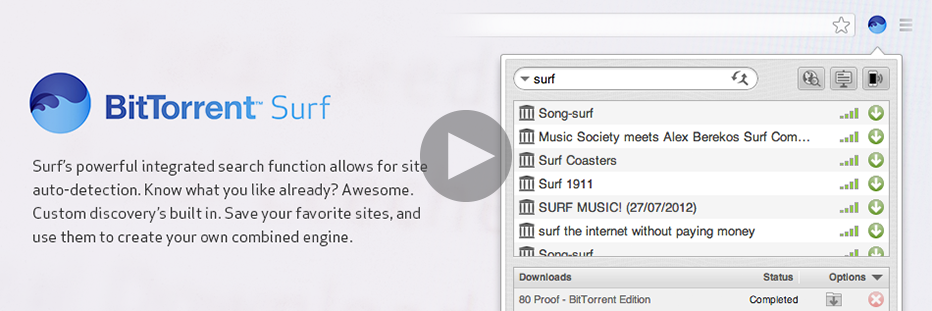 BitTorrent™ Surf
Surf's powerful integrated search function allows for site
auto-detection. Know what you like already? Awesome.
Custom discovery's built in. Save your favorite sites, and
use them to create your own combined engine.
surf
Song-surf
Music Society meets Alex Berekos Surf Com…
Surf Coasters
Surf 1911
SURF MUSIC! (27/07/2012)
surf the internet without paying money
Song-surf
Downloads Status Options
80 Proof - BitTorrent Edition Completed